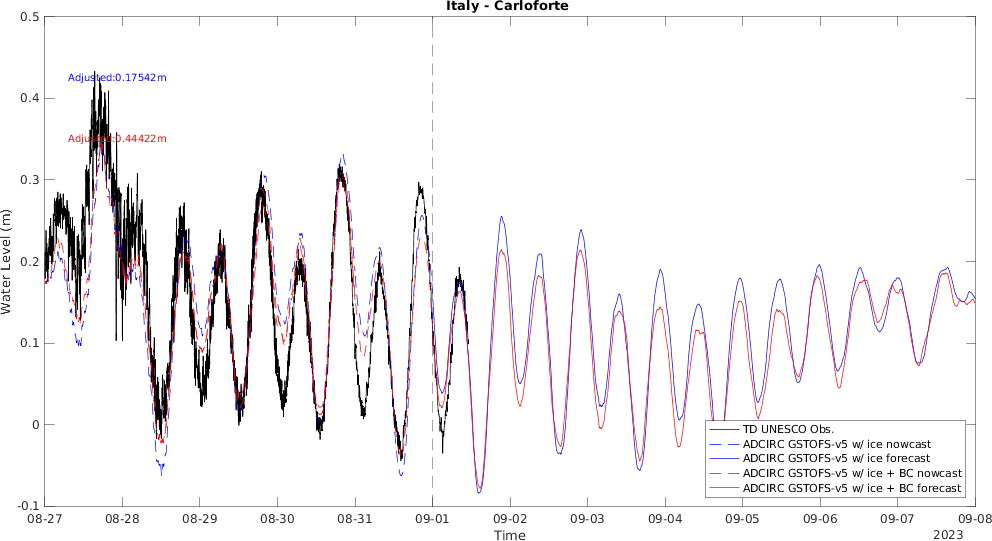 Italy - Carloforte
0.5
0.4
0.3
0.2
0.1
0
-0.1
Water Level (m)
Adjusted:0.17542m
Adjusted:0.44422m
TD UNESCO Obs.
ADCIRC GSTOFS-v5 w/ ice nowcast
ADCIRC GSTOFS-v5 w/ ice forecast
ADCIRC GSTOFS-v5 w/ ice + BC nowcast
ADCIRC GSTOFS-v5 w/ ice + BC forecast
08-27 08-28 08-29 08-30 08-31 09-01 09-02 09-03 09-04 09-05 09-06 09-07 09-08
Time
2023